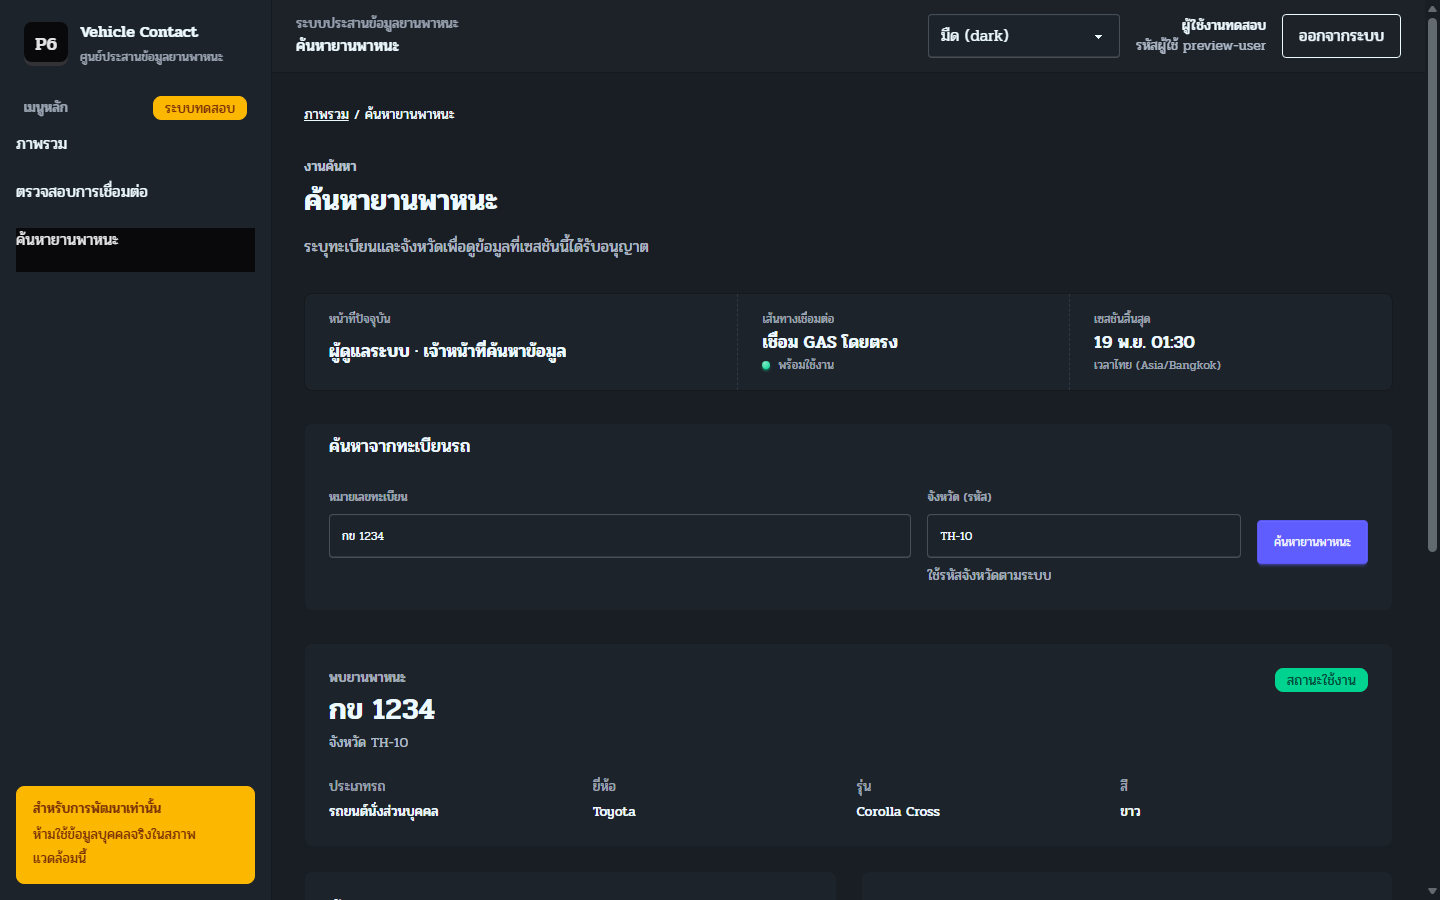 P6
Vehicle Contact
ศูนย์ประสานข้อมูลยานพาหนะ
เมนูหลัก
ระบบทดสอบ
ภาพรวม
ตรวจสอบการเชื่อมต่อ
ค้นหายานพาหนะ
สำหรับการพัฒนาเท่านั้น
ห้ามใช้ข้อมูลบุคคลจริงในสภาพ
แวดล้อมนี้
ระบบประสานข้อมูลยานพาหนะ
ค้นหายานพาหนะ
มืด (dark)
ผู้ใช้งานทดสอบ
รหัสผู้ใช้ preview-user
ออกจากระบบ
ภาพรวม / ค้นหายานพาหนะ
งานค้นหา
ค้นหายานพาหนะ
ระบุทะเบียนและจังหวัดเพื่อดูข้อมูลที่เซสชันนี้ได้รับอนุญาต
หน้าที่ปัจจุบัน
ผู้ดูแลระบบ · เจ้าหน้าที่ค้นหาข้อมูล
เส้นทางเชื่อมต่อ
เชื่อม GAS โดยตรง
พร้อมใช้งาน
เซสชันสิ้นสุด
19 พ.ย. 01:30
เวลาไทย (Asia/Bangkok)
ค้นหาจากทะเบียนรถ
หมายเลขทะเบียน
กข 1234
จังหวัด (รหัส)
TH-10
ใช้รหัสจังหวัดตามระบบ
ค้นหายานพาหนะ
พบยานพาหนะ
กข 1234
จังหวัด TH-10
สถานะใช้งาน
ประเภทรถ
รถยนต์นั่งส่วนบุคคล
ยี่ห้อ
Toyota
รุ่น
Corolla Cross
สี
ขาว